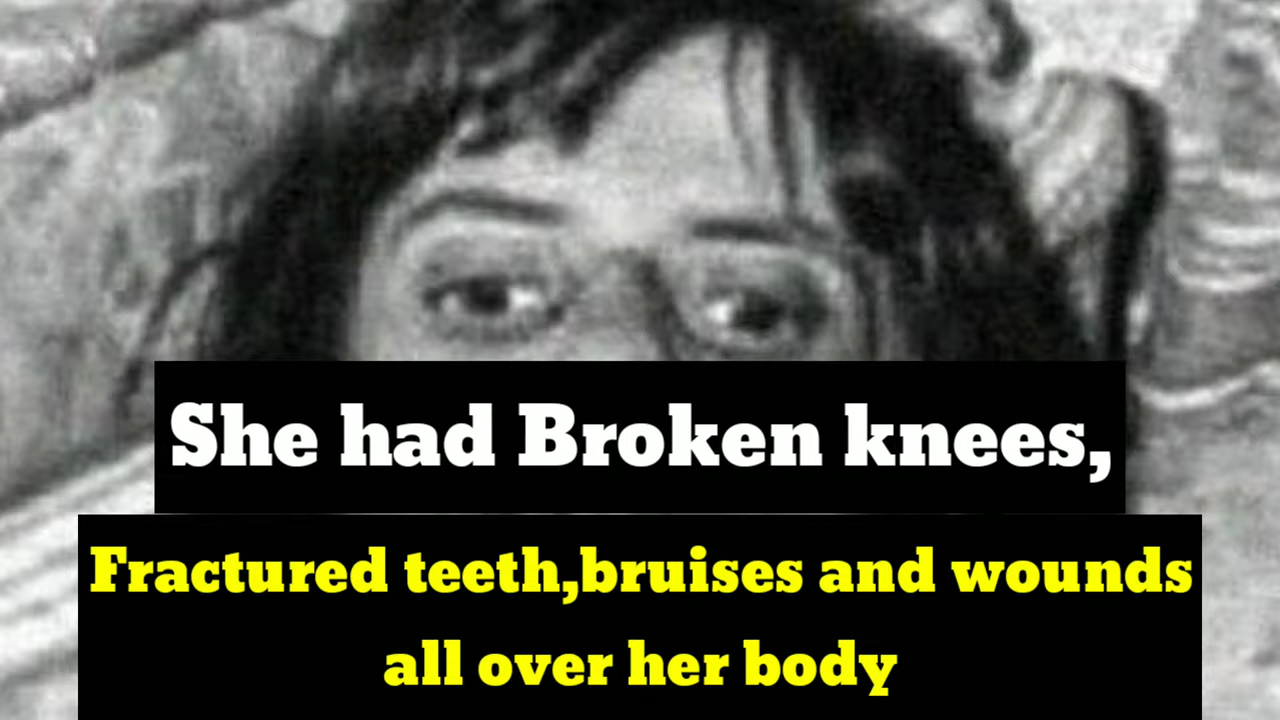 She had Broken knees,
Fractured teeth,bruises and wounds
all over her body